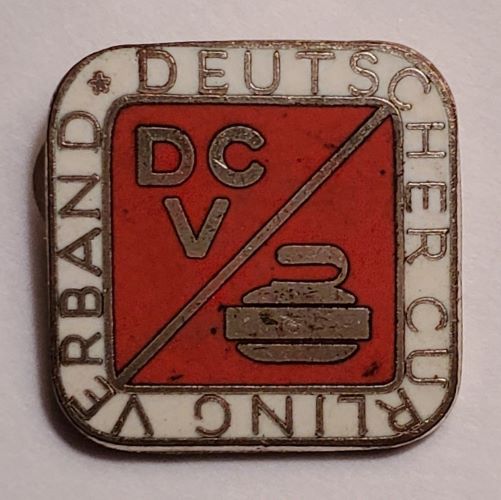 * DEUTSCHER CURLING VERBAND
DC
V